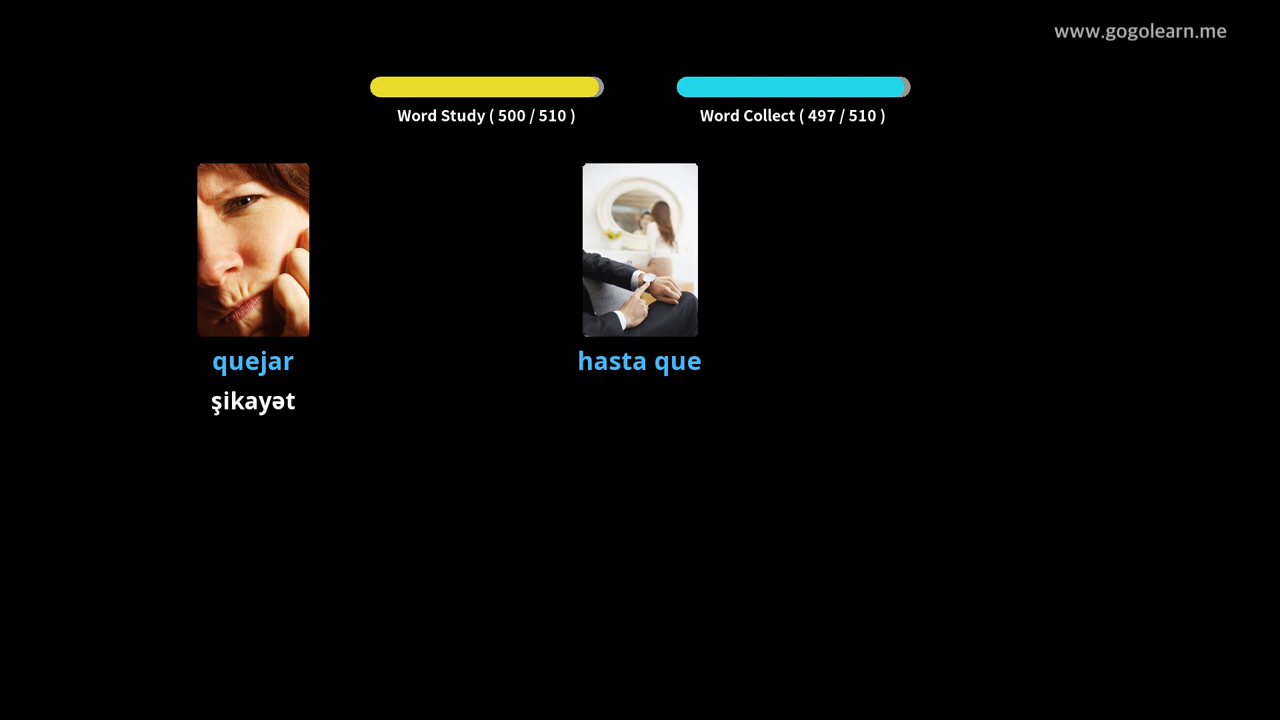 www.gogolearn.me
Word Study ( 500 / 510 )
Word Collect ( 497 / 510 )
quejar
hasta que
şikayət